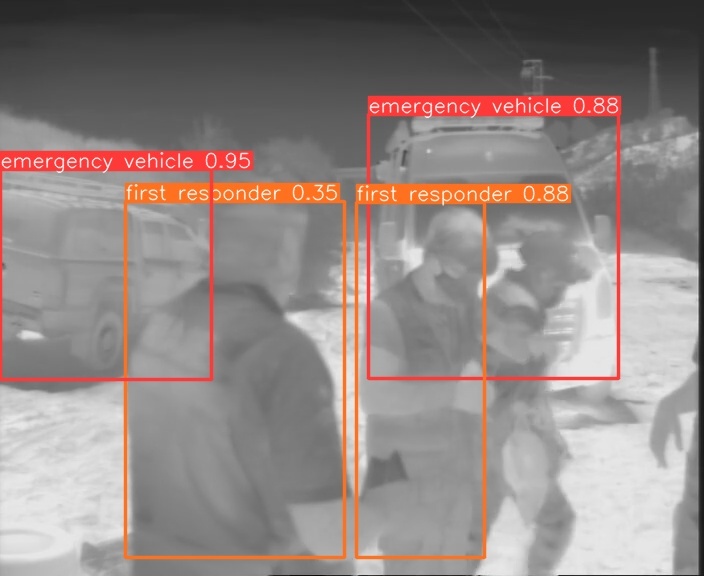 emergency vehicle 0.88
emergency vehicle 0.95
first responder 0.35
first responder 0.88